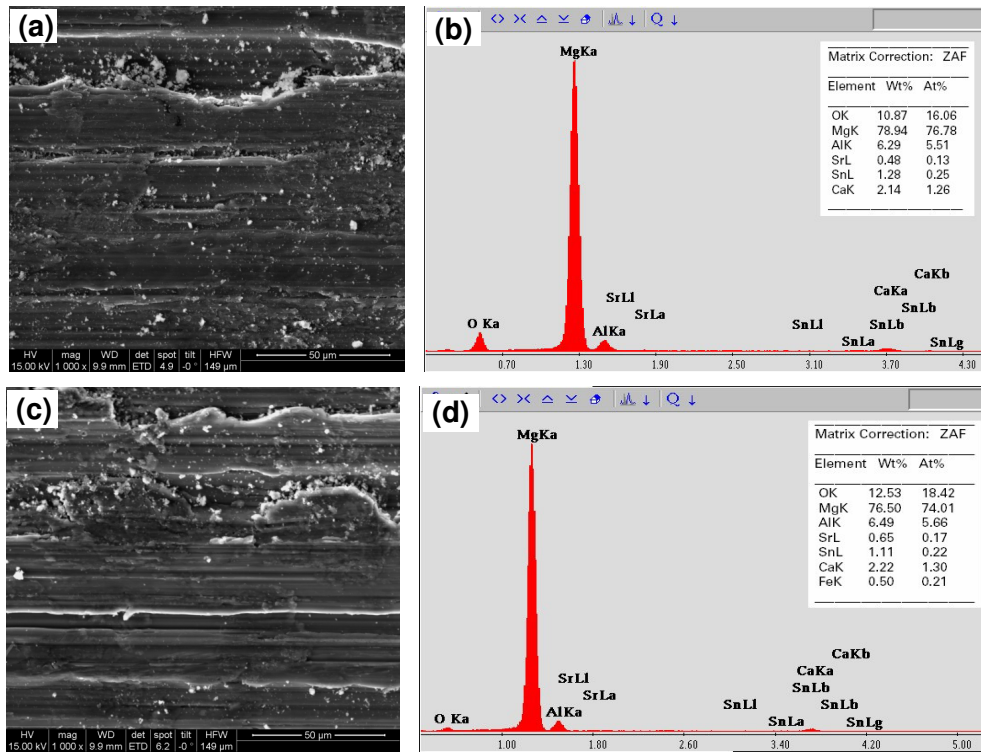 (a)
HV mag WD det spot tilt HFW 50 µm
15.00 kV 1 000 x 9.9 mm ETD 4.9 -0 ° 149 µm
(b)
MgKa
O Ka
AlKa
SrLl
SrLa
SnLl
SnLa
CaKa
SnLb
CaKb
SnLb
SnLg
0.70 1.30 1.90 2.50 3.10 3.70 4.30
Matrix Correction: ZAF
Element Wt% At%
OK 10.87 16.06
MgK 78.94 76.78
AlK 6.29 5.51
SrL 0.48 0.13
SnL 1.28 0.25
CaK 2.14 1.26
(c)
HV mag WD det spot tilt HFW 50 µm
15.00 kV 1 000 x 9.9 mm ETD 6.2 -0 ° 149 µm
(d)
MgKa
O Ka
AlKa
SrLl
SrLa
SnLl
SnLa
CaKa
SnLb
CaKb
SnLb
SnLg
1.00 1.80 2.60 3.40 4.20 5.00
Matrix Correction: ZAF
Element Wt% At%
OK 12.53 18.42
MgK 76.50 74.01
AlK 6.49 5.66
SrL 0.65 0.17
SnL 1.11 0.22
CaK 2.22 1.30
FeK 0.50 0.21